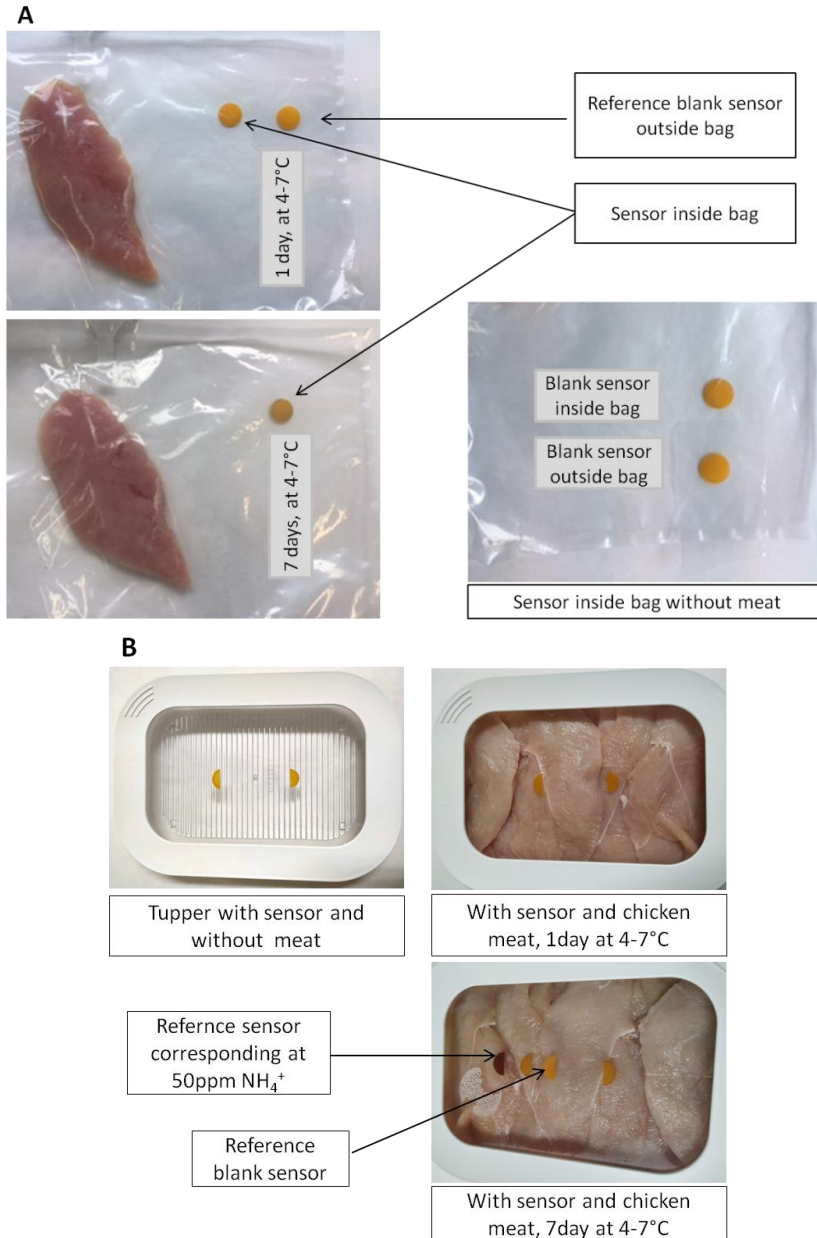 A
Reference blank sensor
outside bag
1 day, at 4-7°C
Sensor inside bag
7 days, at 4-7°C
Blank sensor
inside bag
Blank sensor
outside bag
Sensor inside bag without meat
B
Tupper with sensor and
without meat
With sensor and chicken
meat, 1day at 4-7°C
Refernce sensor
corresponding at
50ppm NH₄⁺
Reference
blank sensor
With sensor and chicken
meat, 7day at 4-7°C